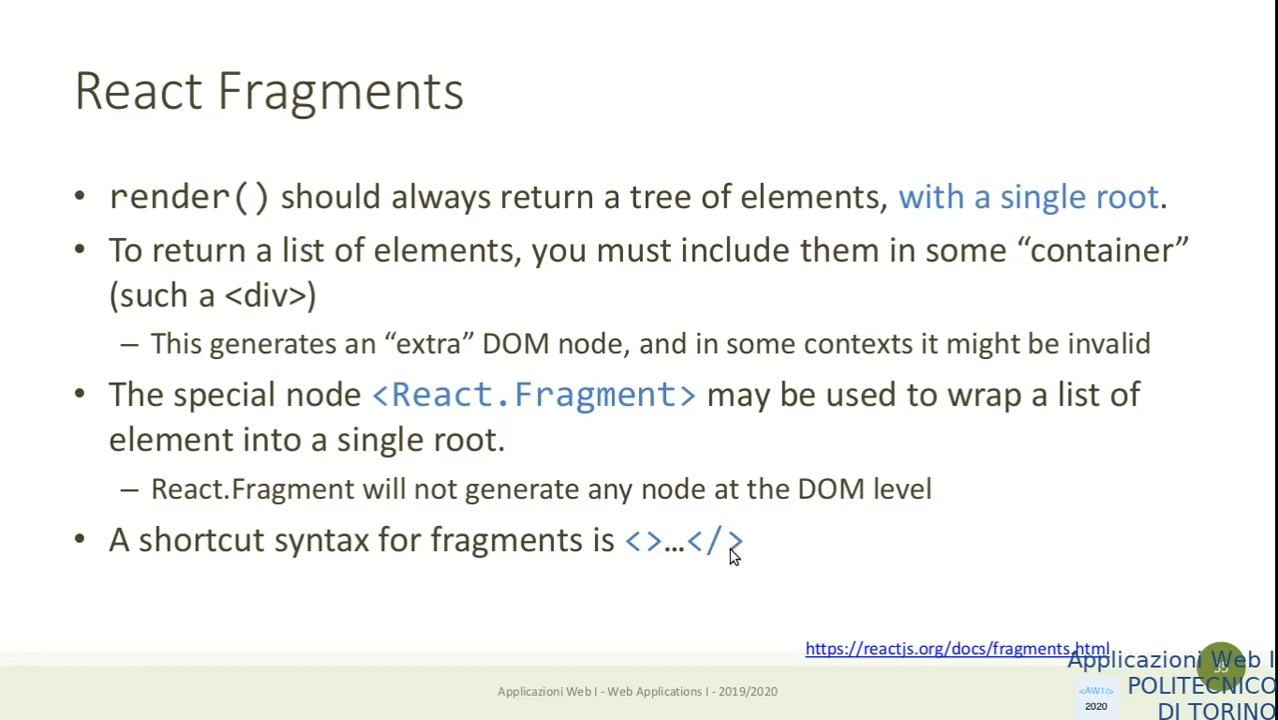 React Fragments
• render() should always return a tree of elements, with a single root.
• To return a list of elements, you must include them in some “container”
(such a <div>)
– This generates an “extra” DOM node, and in some contexts it might be invalid
• The special node <React.Fragment> may be used to wrap a list of
element into a single root.
– React.Fragment will not generate any node at the DOM level
• A shortcut syntax for fragments is <>…</>
https://reactjs.org/docs/fragments.html
Applicazioni Web I - Web Applications I - 2019/2020
Applicazioni Web I
POLITECNICO
DI TORINO
<AW1/>
2020